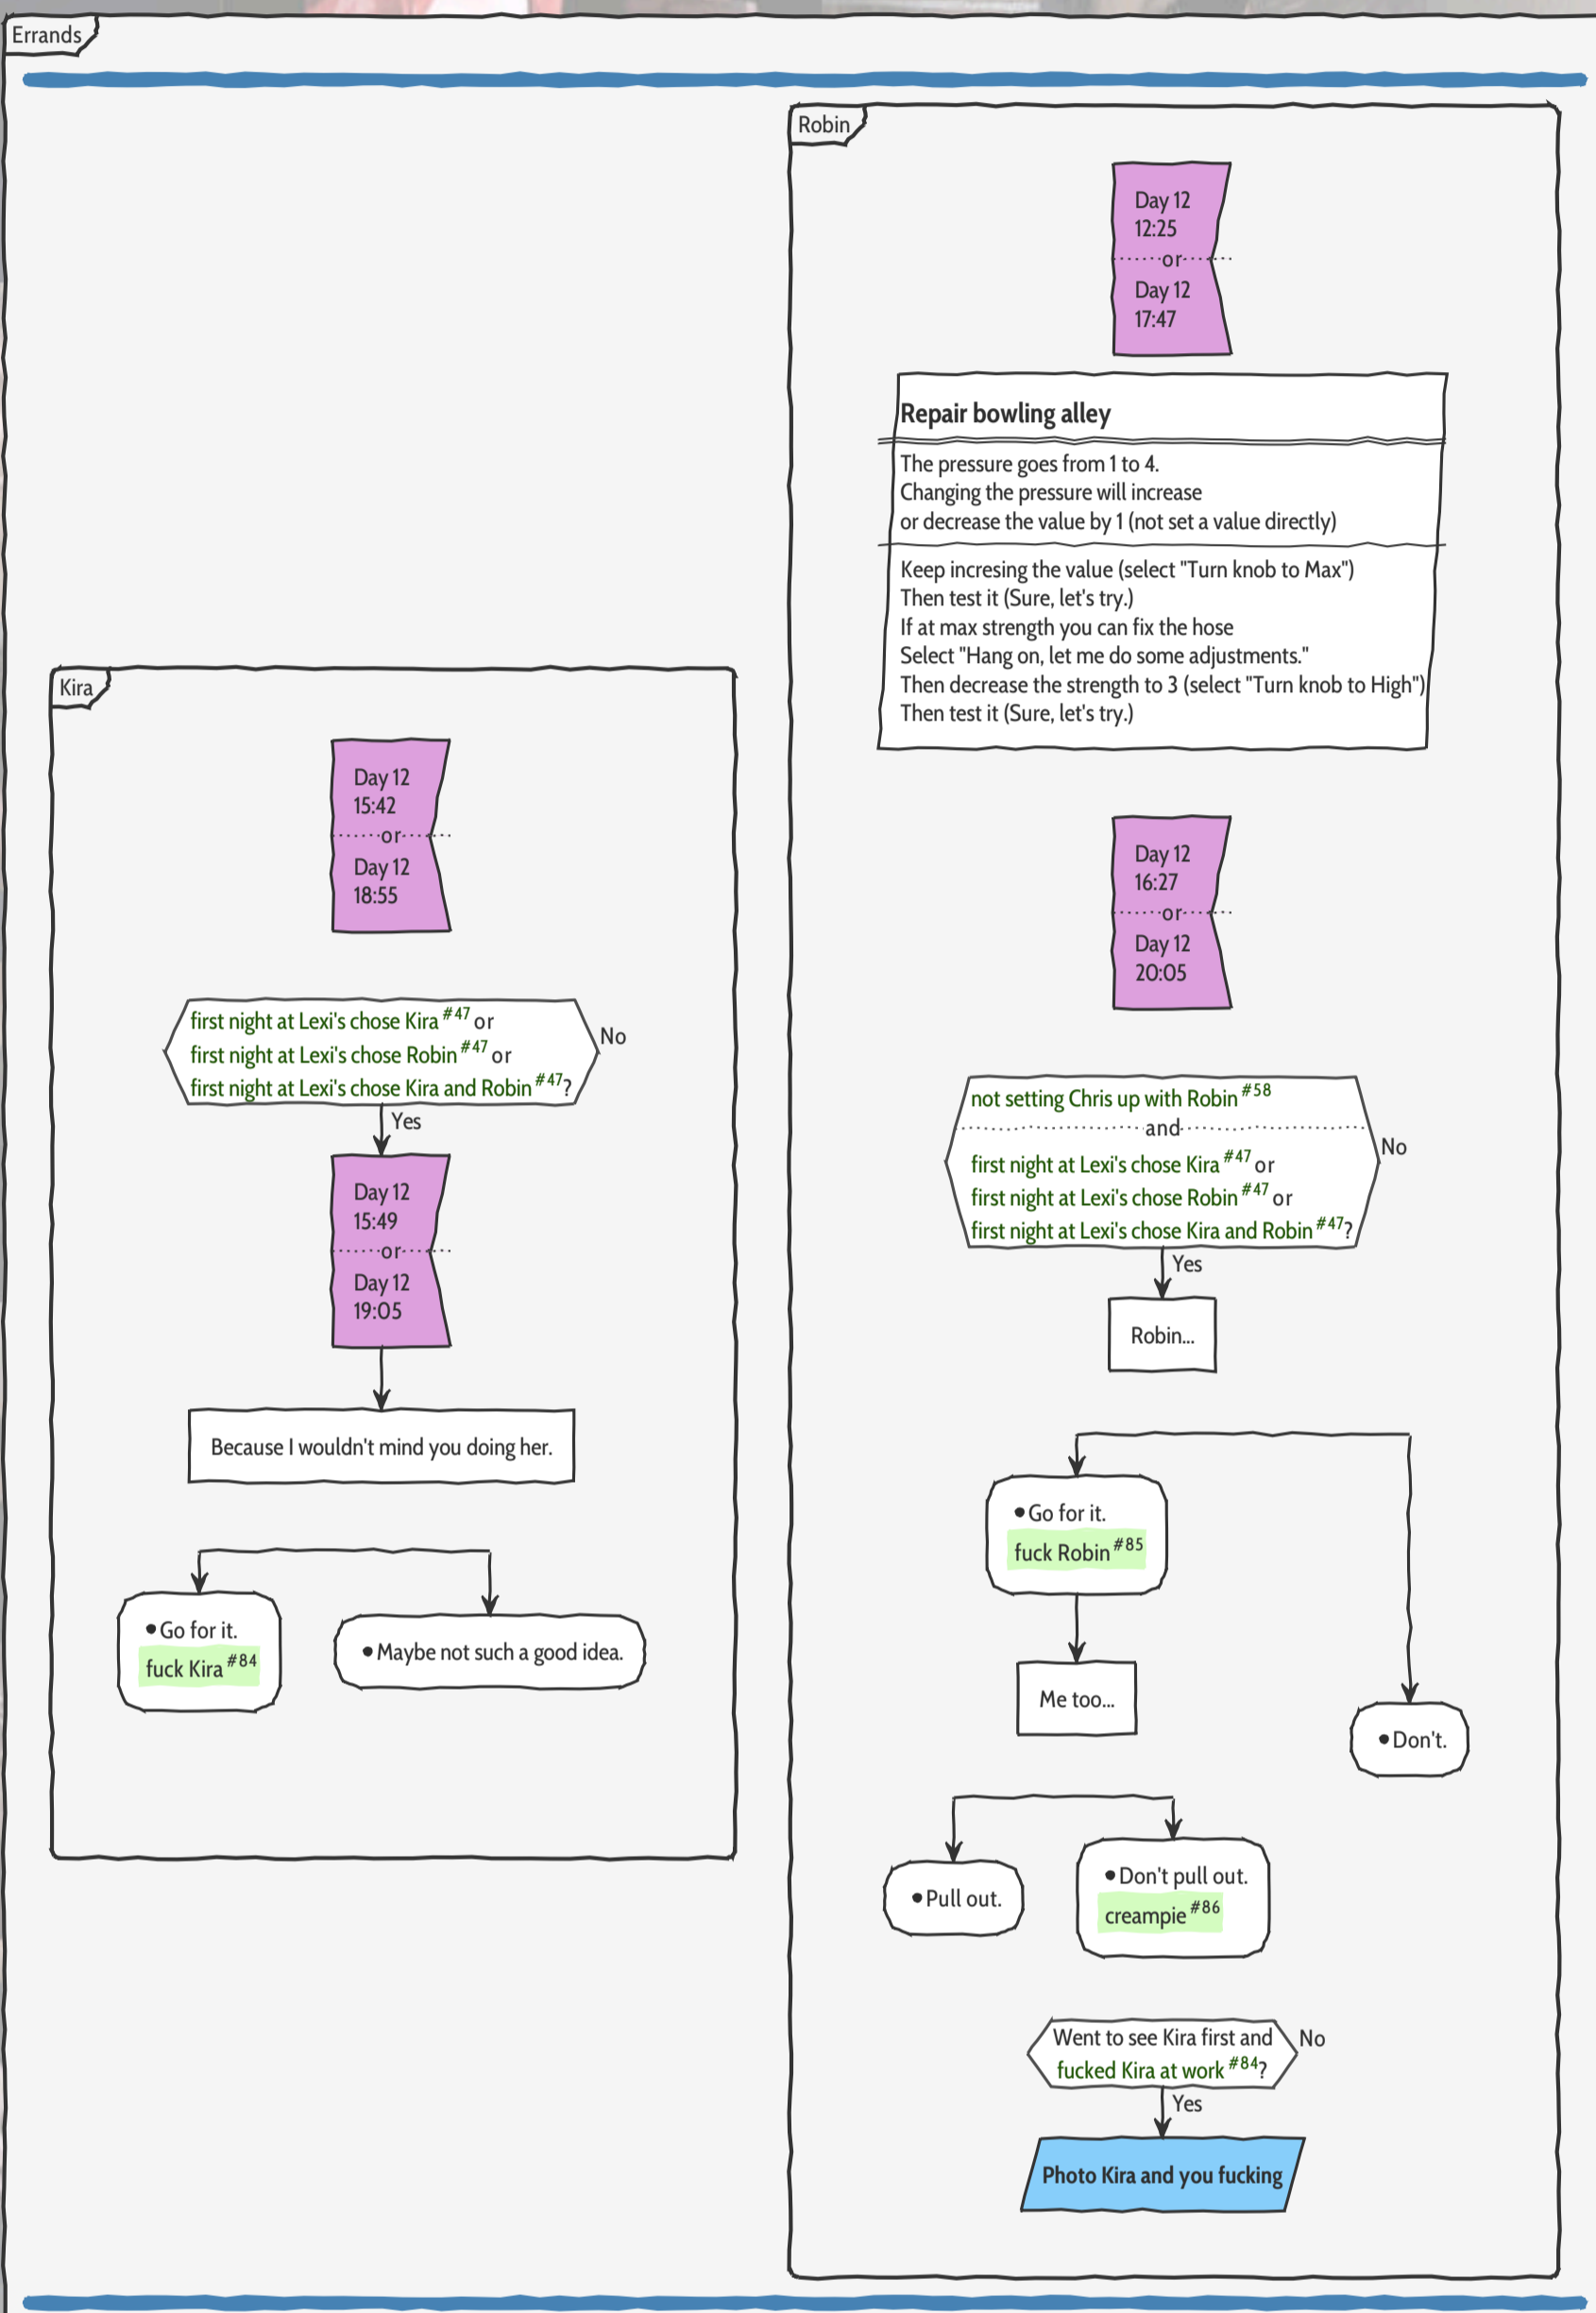 Errands
Robin
Day 12
12:25
or
Day 12
17:47
Repair bowling alley
The pressure goes from 1 to 4.
Changing the pressure will increase
or decrease the value by 1 (not set a value directly)
Keep incresing the value (select "Turn knob to Max")
Then test it (Sure, let's try.)
If at max strength you can fix the hose
Select "Hang on, let me do some adjustments."
Then decrease the strength to 3 (select "Turn knob to High")
Then test it (Sure, let's try.)
Day 12
16:27
or
Day 12
20:05
not setting Chris up with Robin #58
and
first night at Lexi's chose Kira #47 or
first night at Lexi's chose Robin #47 or
first night at Lexi's chose Kira and Robin #47?
No
Yes
Robin...
•Go for it.
fuck Robin #85
Me too...
•Don't.
•Pull out.
•Don't pull out.
creampie #86
Went to see Kira first and
fucked Kira at work #84?
No
Yes
Photo Kira and you fucking
Kira
Day 12
15:42
or
Day 12
18:55
first night at Lexi's chose Kira #47 or
first night at Lexi's chose Robin #47 or
first night at Lexi's chose Kira and Robin #47?
No
Yes
Day 12
15:49
or
Day 12
19:05
Because I wouldn't mind you doing her.
•Go for it.
fuck Kira #84
•Maybe not such a good idea.